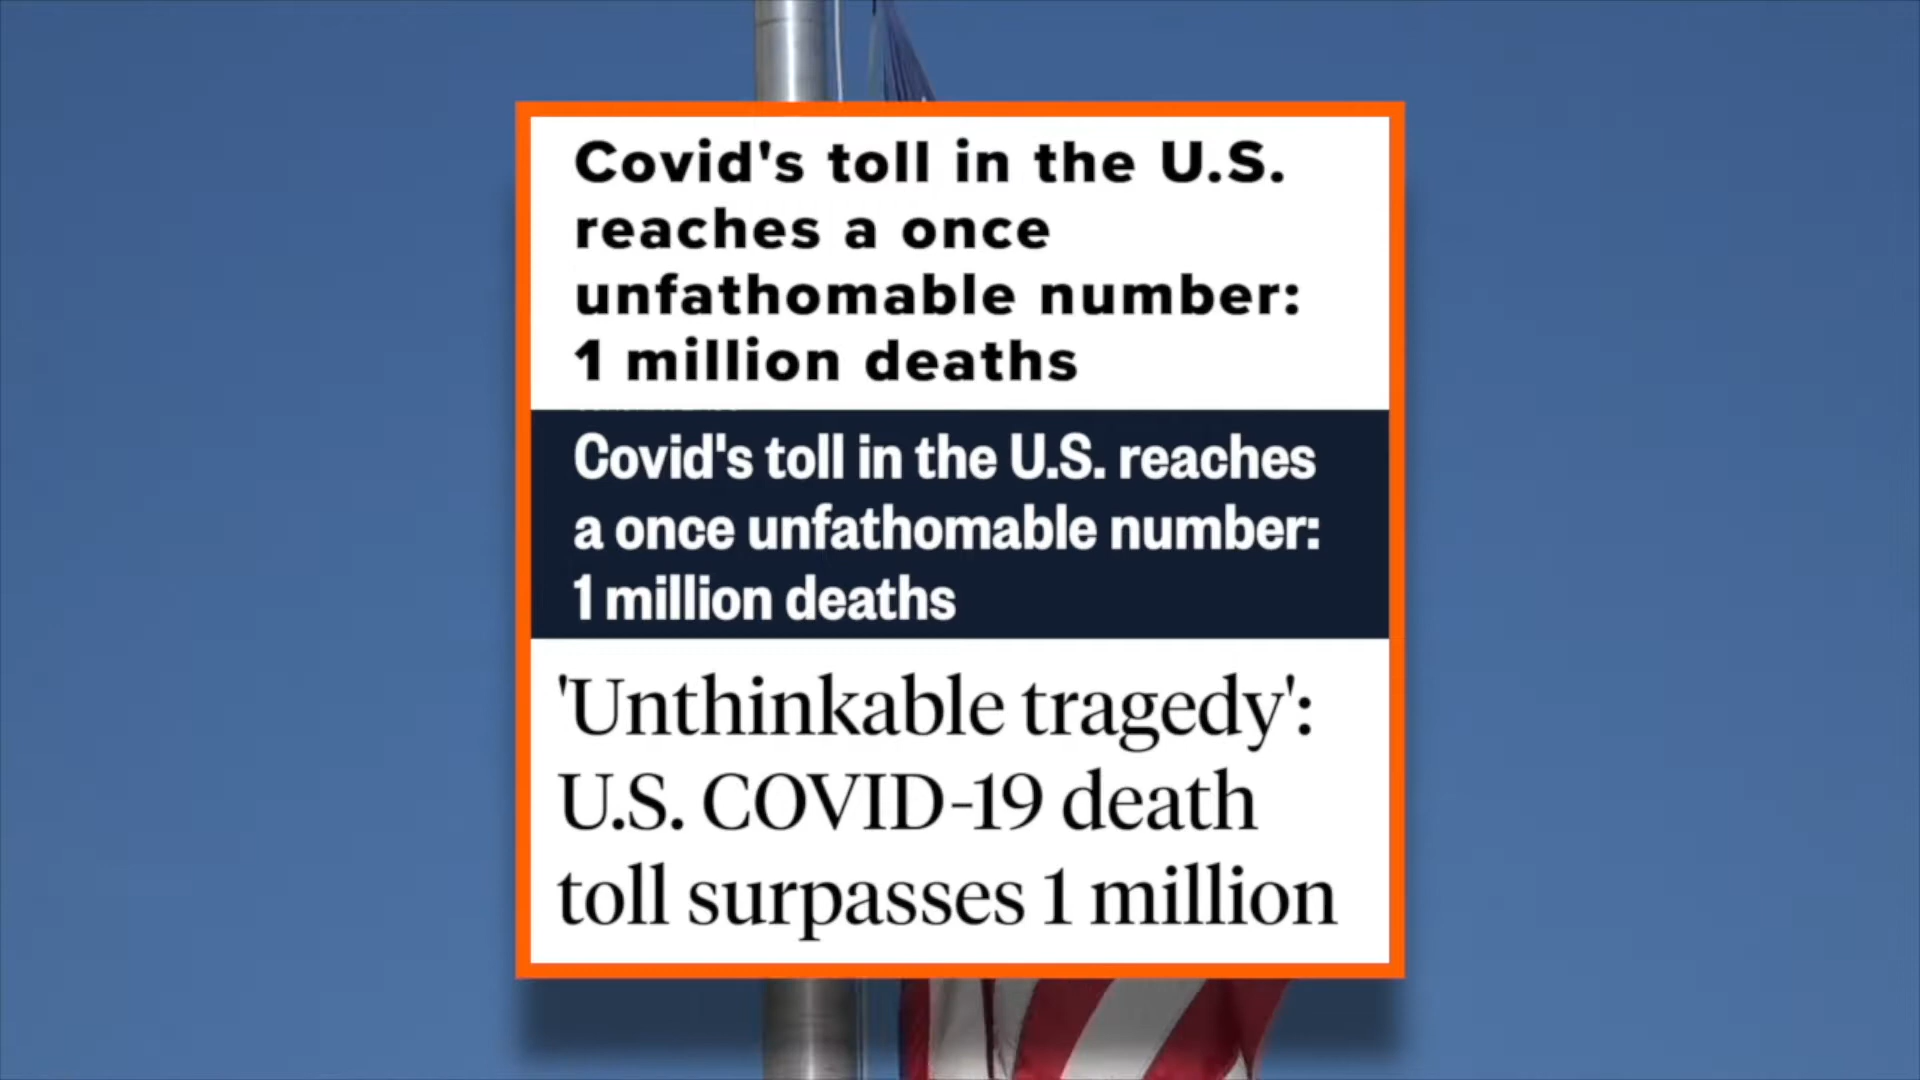 Covid's toll in the U.S.
reaches a once
unfathomable number:
1 million deaths
Covid's toll in the U.S. reaches
a once unfathomable number:
1 million deaths
'Unthinkable tragedy':
U.S. COVID-19 death
toll surpasses 1 million